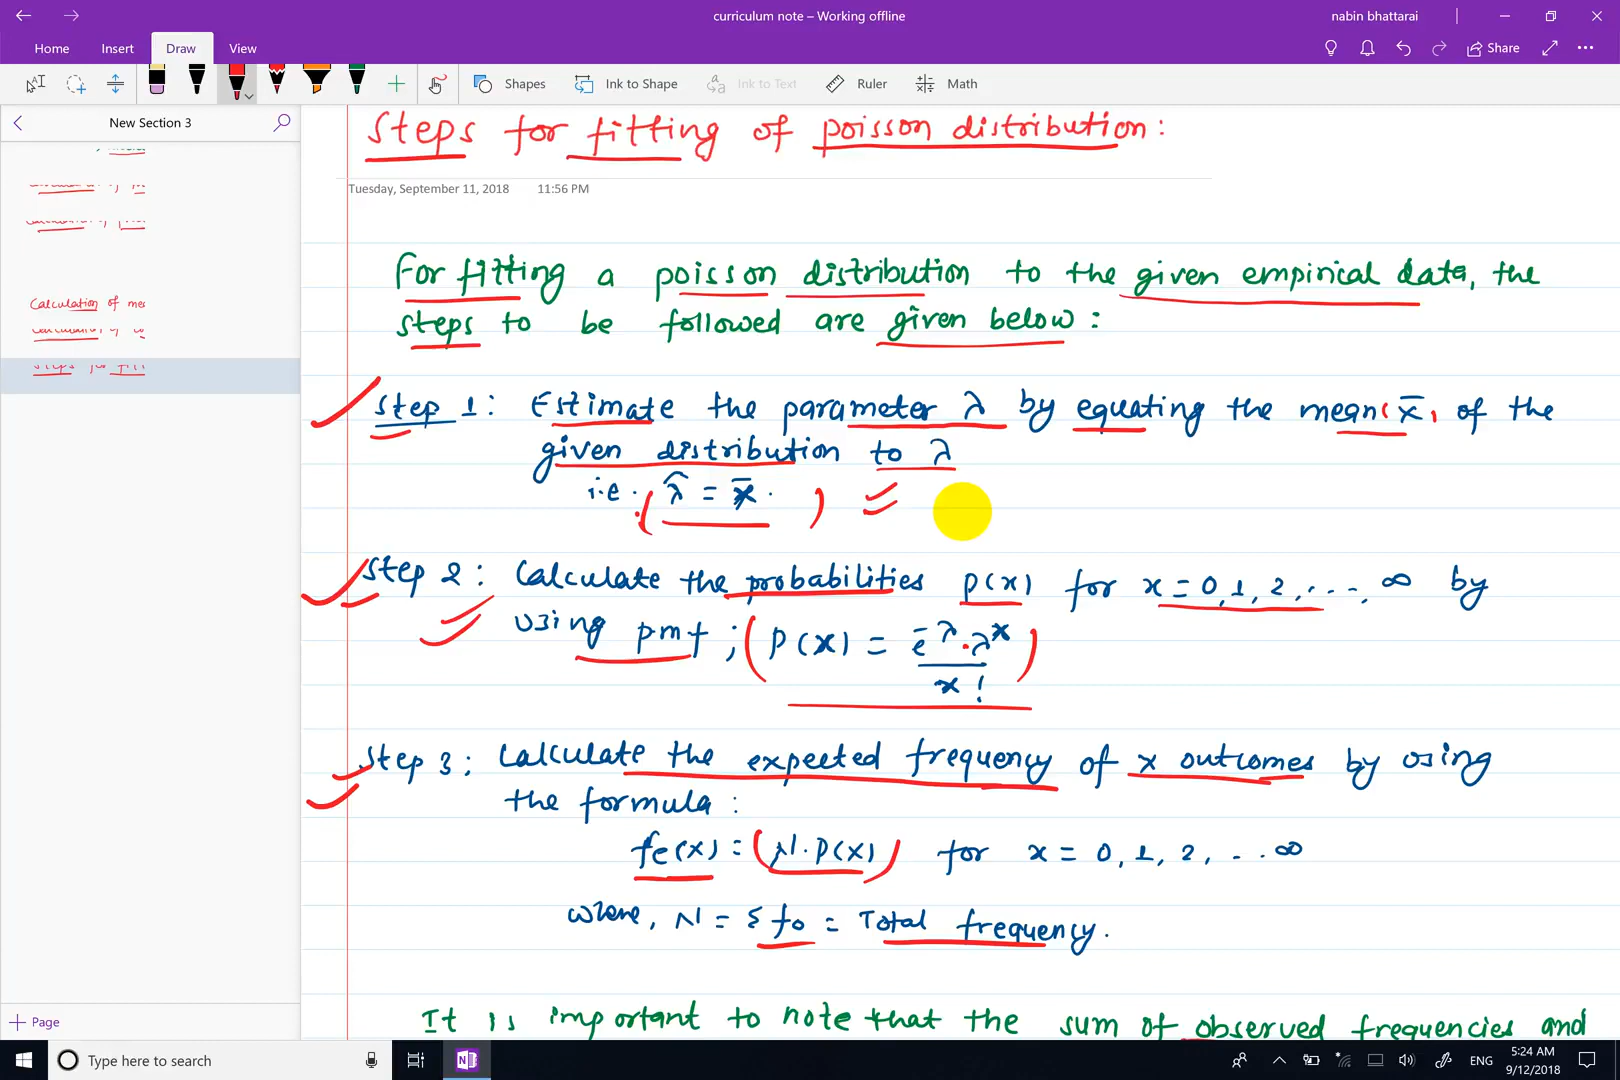 curriculum note – Working offline
nabin bhattarai
Home Insert Draw View
Share
Shapes Ink to Shape Ink to Text Ruler Math
New Section 3
Steps for fitting of poisson distribution:
Tuesday, September 11, 2018 11:56 PM
Calculation of
For fitting a poisson distribution to the given empirical data, the
steps to be followed are given below:
Step 1: Estimate the parameter λ by equating the mean (x̄) of the
given distribution to λ
i.e. (λ̂ = x̄.)
Step 2: Calculate the probabilities p(x) for x = 0, 1, 2, ....., ∞ by
using pmf; (P(x) = e^-λ.λ^x / x!)
Step 3: Calculate the expected frequency of x outcomes by using
the formula:
fe(x) = (N.P(x)) for x = 0, 1, 2, ... ∞
where, N = Σfo = Total frequency.
It is important to note that the sum of observed frequencies and
Page
Type here to search
ENG
5:24 AM
9/12/2018